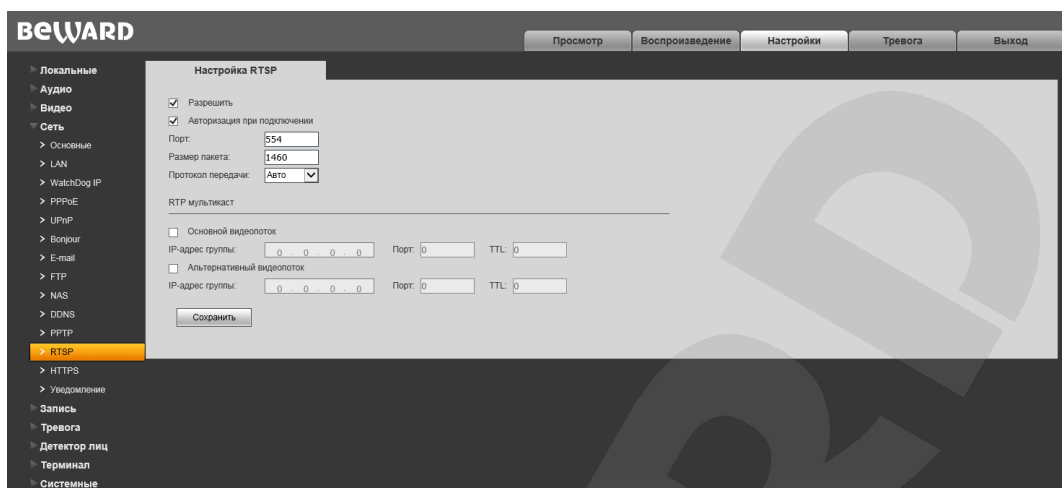 BEWARD
Просмотр Воспроизведение Настройки Тревога Выход
Локальные
Аудио
Видео
Сеть
> Основные
> LAN
> WatchDog IP
> PPPoE
> UPnP
> Bonjour
> E-mail
> FTP
> NAS
> DDNS
> PPTP
> RTSP
> HTTPS
> Уведомление
Запись
Тревога
Детектор лиц
Терминал
Системные
Настройка RTSP
Разрешить
Авторизация при подключении
Порт: 554
Размер пакета: 1460
Протокол передачи: Авто
RTP мультикаст
Основной видеопоток
IP-адрес группы: 0 . 0 . 0 . 0 Порт: 0 TTL: 0
Альтернативный видеопоток
IP-адрес группы: 0 . 0 . 0 . 0 Порт: 0 TTL: 0
Сохранить